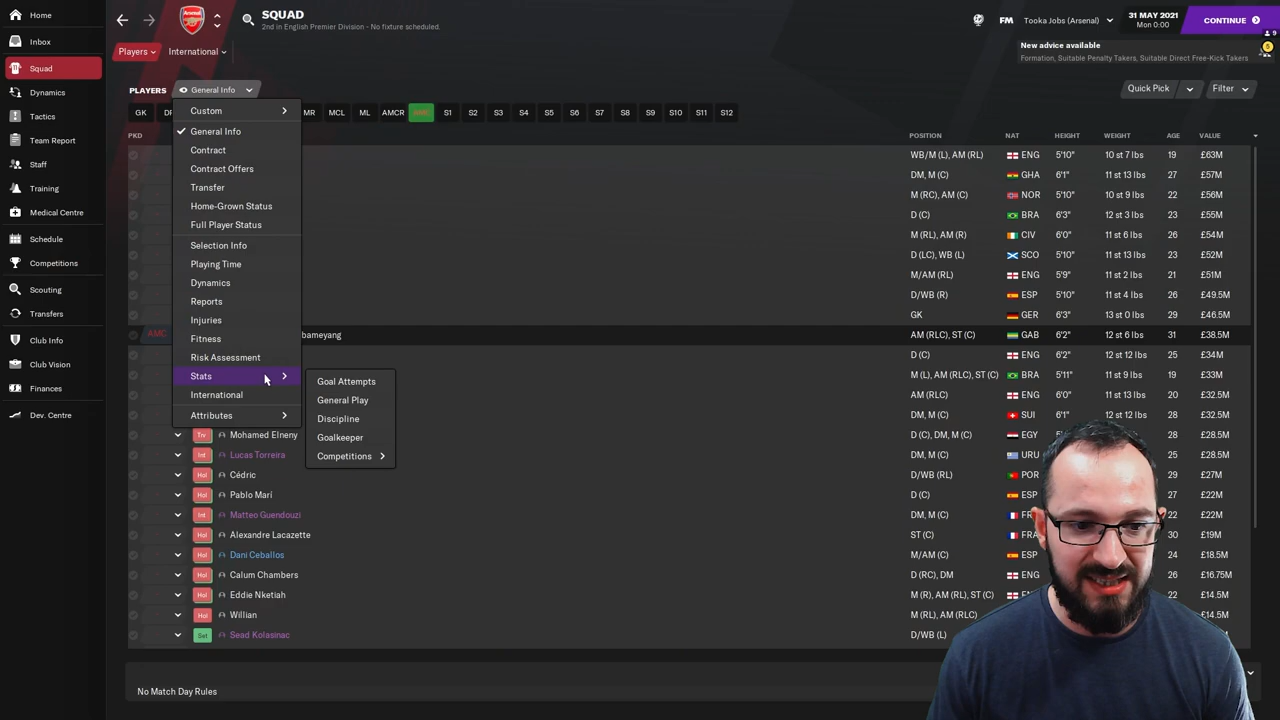 Home
Inbox
Squad
Dynamics
Tactics
Team Report
Staff
Training
Medical Centre
Schedule
Competitions
Scouting
Transfers
Club Info
Club Vision
Finances
Dev. Centre
SQUAD
2nd in English Premier Division - No fixture scheduled.
FM
Tooka Jobs (Arsenal)
31 MAY 2021
Mon 0:00
CONTINUE
New advice available
Formation, Suitable Penalty Takers, Suitable Direct Free-Kick Takers
Players
International
PLAYERS
General Info
Quick Pick
Filter
GK MR MCL ML AMCR S1 S2 S3 S4 S5 S6 S7 S8 S9 S10 S11 S12
PKD POSITION NAT HEIGHT WEIGHT AGE VALUE
Custom
General Info
Contract
Contract Offers
Transfer
Home-Grown Status
Full Player Status
Selection Info
Playing Time
Dynamics
Reports
Injuries
Fitness
Risk Assessment
Stats
International
Attributes
Goal Attempts
General Play
Discipline
Goalkeeper
Competitions
WB/M (L), AM (RL) ENG 5'10" 10 st 7 lbs 19 £63M
DM, M (C) GHA 6'1" 11 st 13 lbs 27 £57M
M (RC), AM (C) NOR 5'10" 10 st 9 lbs 22 £56M
D (C) BRA 6'3" 12 st 3 lbs 23 £55M
M (RL), AM (R) CIV 6'0" 11 st 6 lbs 26 £54M
D (LC), WB (L) SCO 5'10" 11 st 13 lbs 23 £52M
M/AM (RL) ENG 5'9" 11 st 2 lbs 21 £51M
D/WB (R) ESP 5'10" 11 st 4 lbs 26 £49.5M
GK GER 6'3" 13 st 0 lbs 28 £46.5M
AMC bameyang AM (RLC), ST (C) GAB 6'2" 12 st 6 lbs 31 £38.5M
D (C) ENG 6'2" 12 st 12 lbs 25 £34M
M (L), AM (RLC), ST (C) BRA 5'11" 11 st 9 lbs 19 £33M
M (RL), AM (RLC) ENG 6'0" 11 st 13 lbs 20 £32.5M
DM, M (C) SUI 6'1" 12 st 12 lbs 28 £32.5M
Trv Mohamed Elneny D (C), DM, M (C) EGY 28 £28.5M
Int Lucas Torreira DM, M (C) URU 25 £28.5M
Hol Cédric D/WB (RL) POR 29 £27M
Hol Pablo Marí D (C) ESP 27 £22M
Int Matteo Guendouzi DM, M (C) 22 £22M
Hol Alexandre Lacazette ST (C) FRA 30 £19M
Hol Dani Ceballos M/AM (C) ESP 24 £18.5M
Hol Calum Chambers D (RC), DM ENG 26 £16.75M
Hol Eddie Nketiah M (R), AM (RL), ST (C) 22 £14.5M
Hol Willian M (RL), AM (RLC) £14.5M
Set Sead Kolasinac D/WB (L)
No Match Day Rules